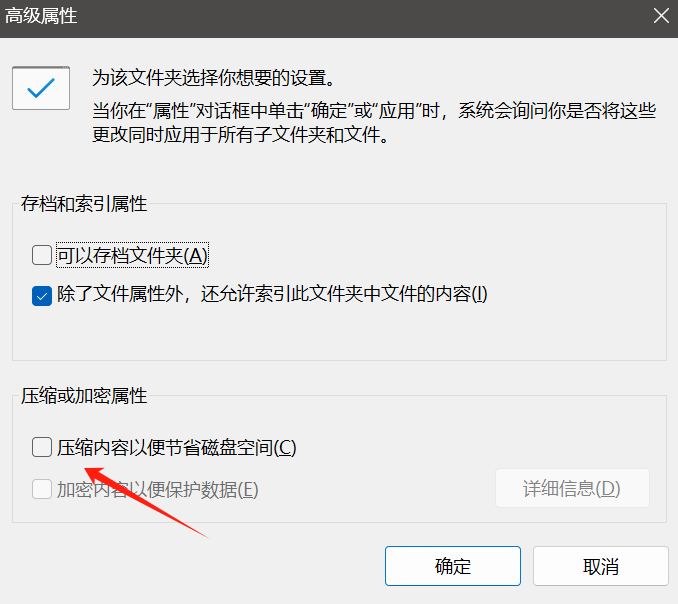 高级属性
为该文件夹选择你想要的设置。
当你在“属性”对话框中单击“确定”或“应用”时，系统会询问你是否将这些
更改同时应用于所有子文件夹和文件。
存档和索引属性
可以存档文件夹(A)
除了文件属性外，还允许索引此文件夹中文件的内容(I)
压缩或加密属性
压缩内容以便节省磁盘空间(C)
加密内容以便保护数据(E)
详细信息(D)
确定
取消